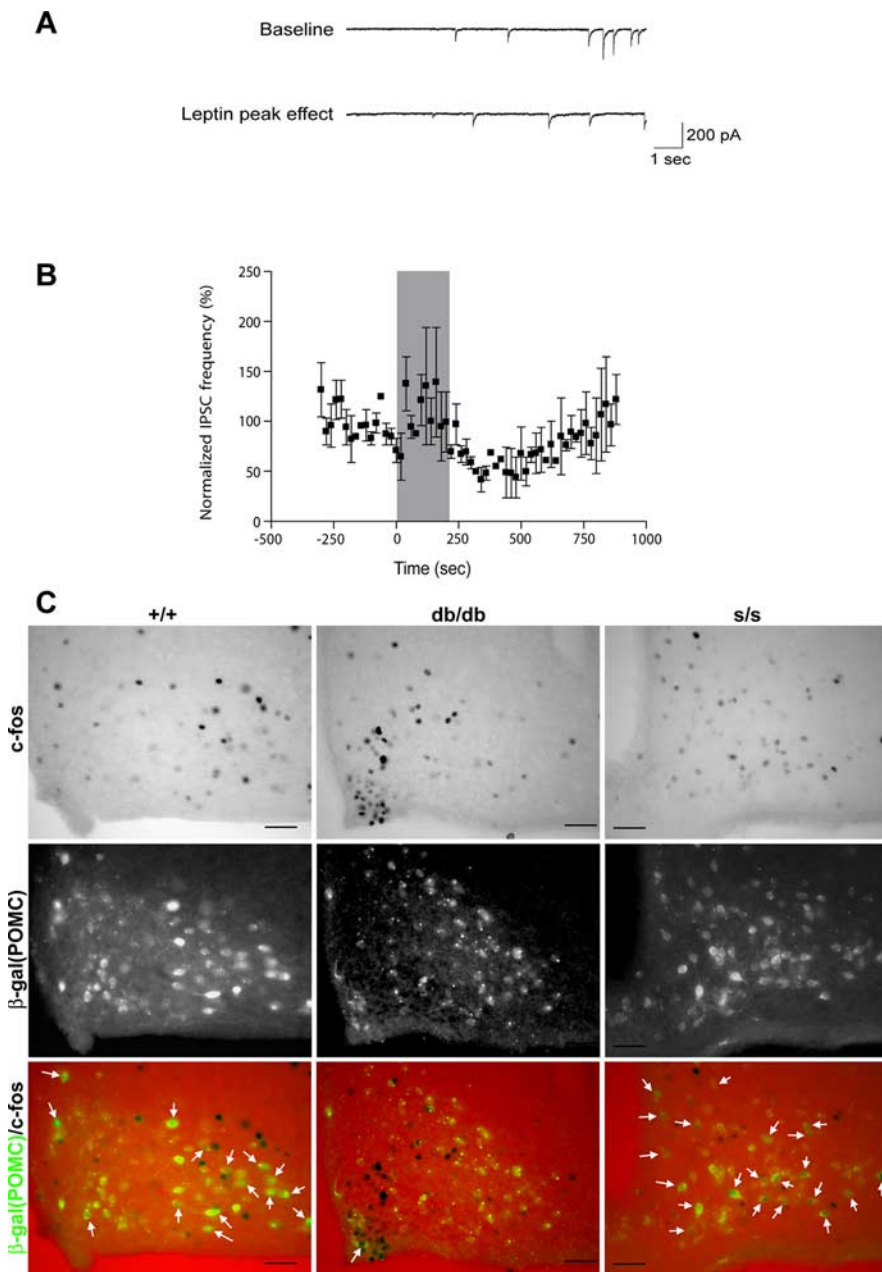 A
Baseline
Leptin peak effect
200 pA
1 sec
B
Normalized IPSC frequency (%)
250
200
150
100
50
0
-500
-250
0
250
500
750
1000
Time (sec)
C
+/+
db/db
s/s
c-fos
β-gal(POMC)
β-gal(POMC)/c-fos